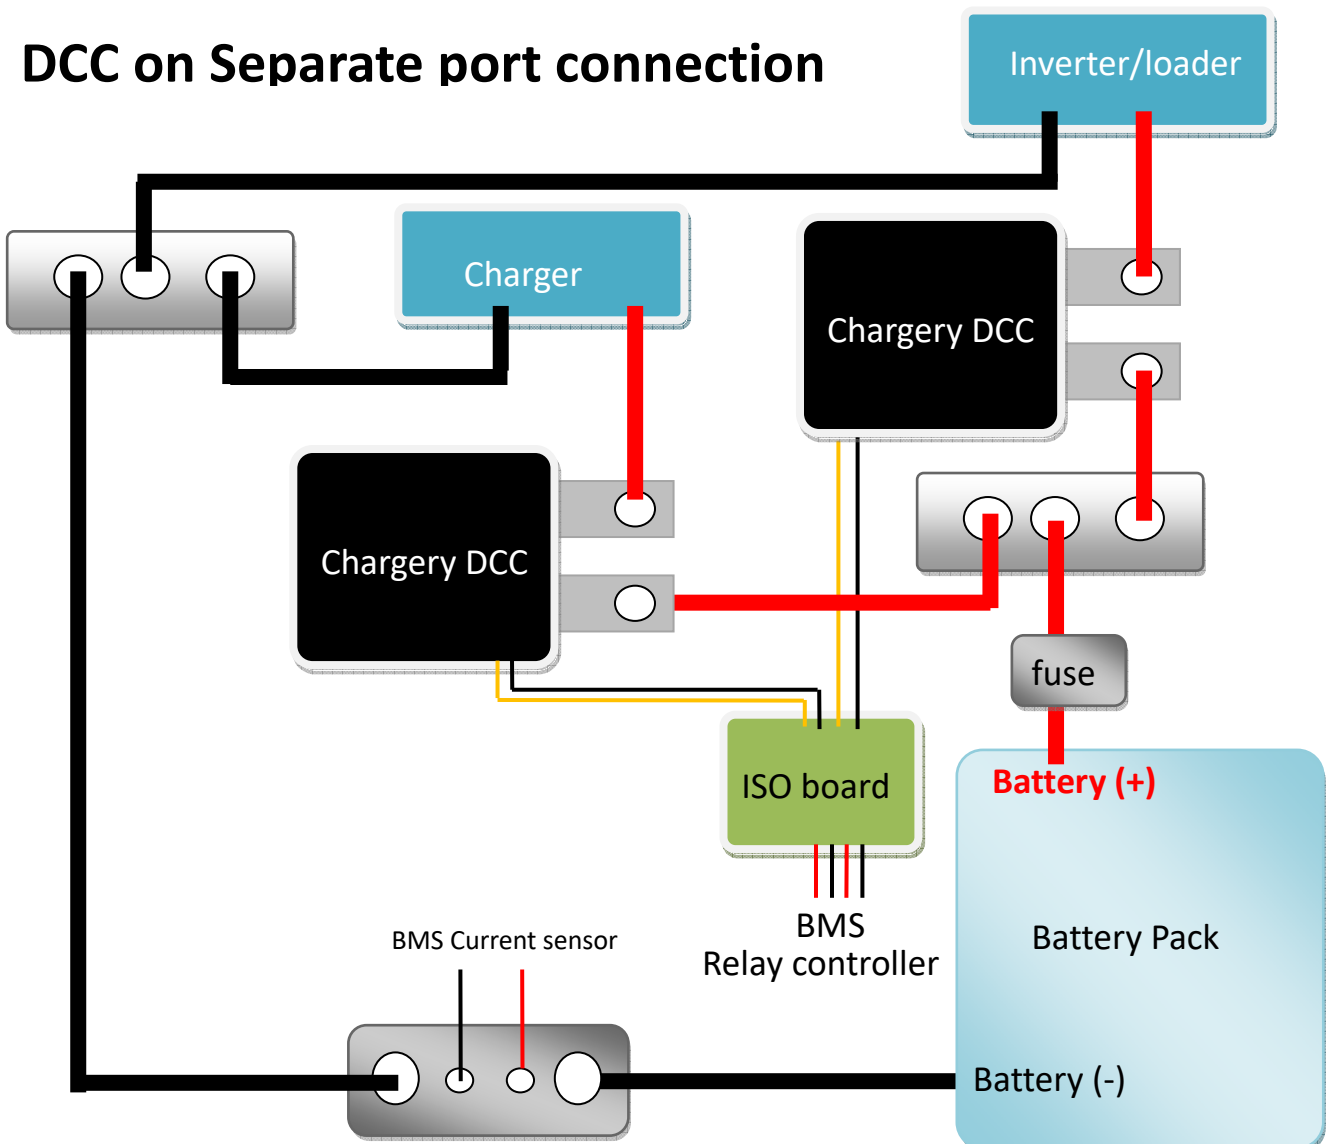 DCC on Separate port connection
Inverter/loader
Charger
Chargery DCC
Chargery DCC
fuse
Battery (+)
ISO board
BMS
Relay controller
BMS Current sensor
Battery Pack
Battery (-)